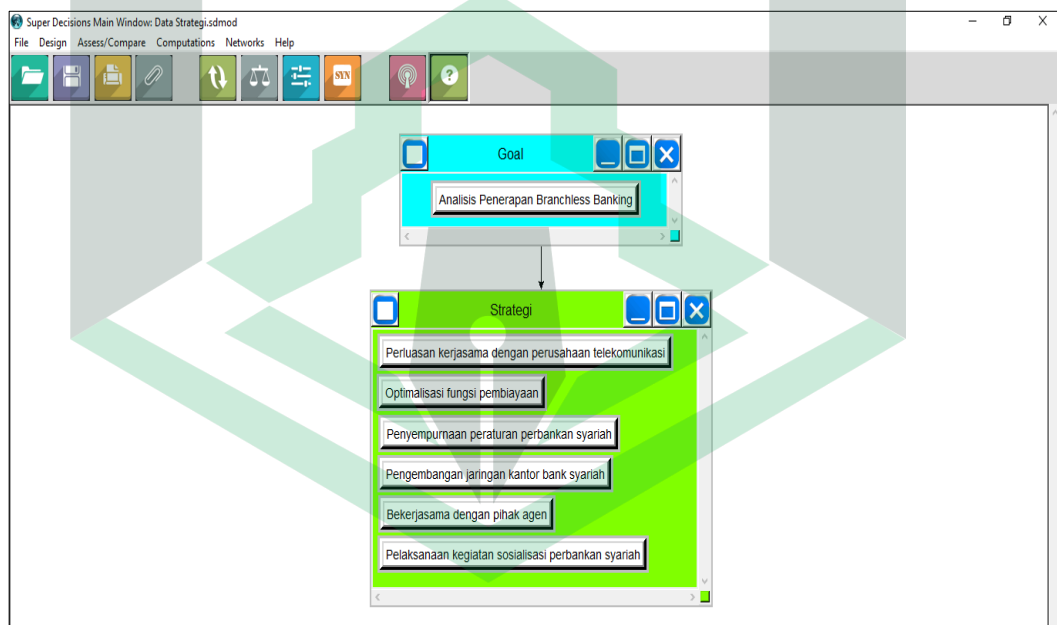 Super Decisions Main Window: Data Strategi.sdmod
File Design Assess/Compare Computations Networks Help
SYN
?
Goal
Analisis Penerapan Branchless Banking
Strategi
Perluasan kerjasama dengan perusahaan telekomunikasi
Optimalisasi fungsi pembiayaan
Penyempurnaan peraturan perbankan syariah
Pengembangan jaringan kantor bank syariah
Bekerjasama dengan pihak agen
Pelaksanaan kegiatan sosialisasi perbankan syariah